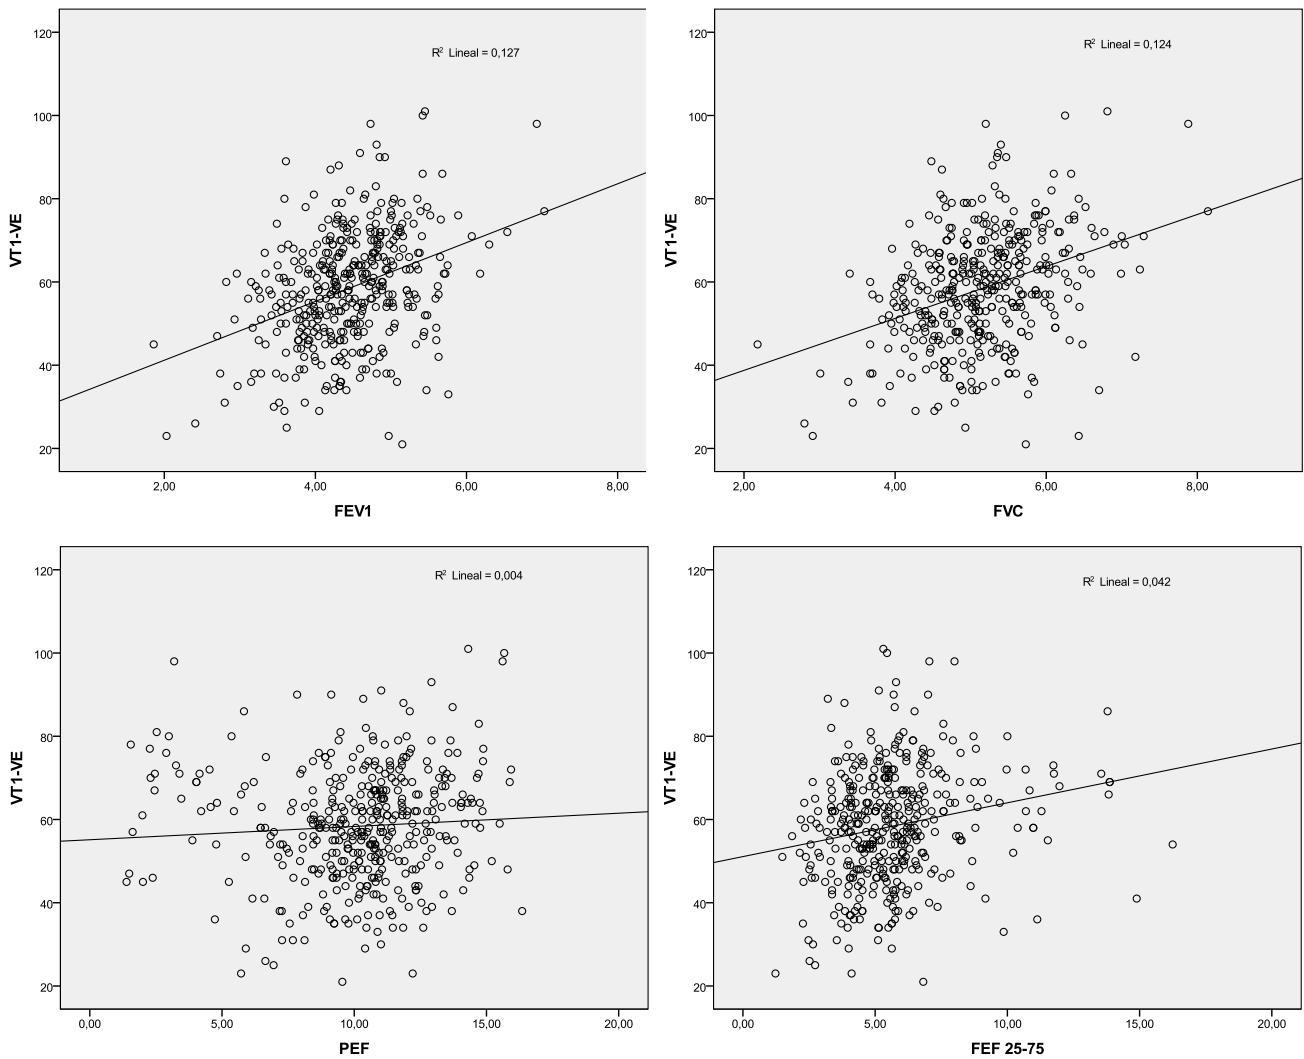 120
R² Lineal = 0,127
100
80
VT1-VE
60
40
20
2,00 4,00 6,00 8,00
FEV1
120
R² Lineal = 0,124
100
80
VT1-VE
60
40
20
2,00 4,00 6,00 8,00
FVC
120
R² Lineal = 0,004
100
80
VT1-VE
60
40
20
0,00 5,00 10,00 15,00 20,00
PEF
120
R² Lineal = 0,042
100
80
VT1-VE
60
40
20
0,00 5,00 10,00 15,00 20,00
FEF 25-75